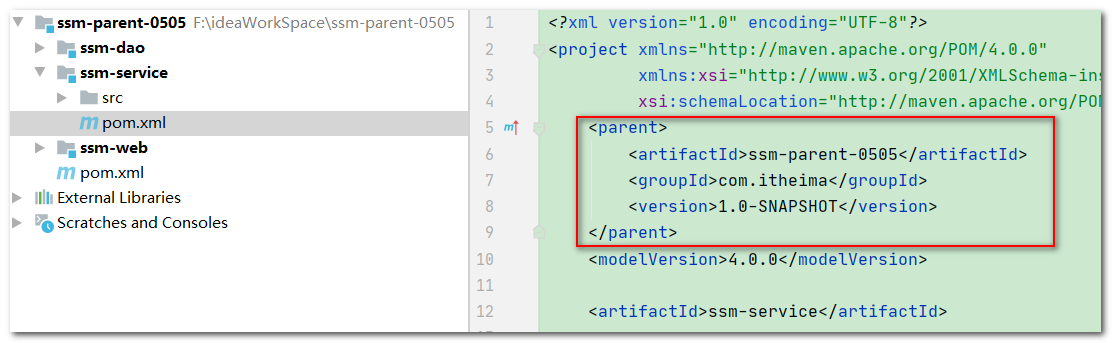 ssm-parent-0505 F:\ideaWorkSpace\ssm-parent-0505
ssm-dao
ssm-service
src
pom.xml
ssm-web
pom.xml
External Libraries
Scratches and Consoles
1 <?xml version="1.0" encoding="UTF-8"?>
2 <project xmlns="http://maven.apache.org/POM/4.0.0"
3 xmlns:xsi="http://www.w3.org/2001/XMLSchema-ins
4 xsi:schemaLocation="http://maven.apache.org/POM
5 <parent>
6 <artifactId>ssm-parent-0505</artifactId>
7 <groupId>com.itheima</groupId>
8 <version>1.0-SNAPSHOT</version>
9 </parent>
10 <modelVersion>4.0.0</modelVersion>
11
12 <artifactId>ssm-service</artifactId>